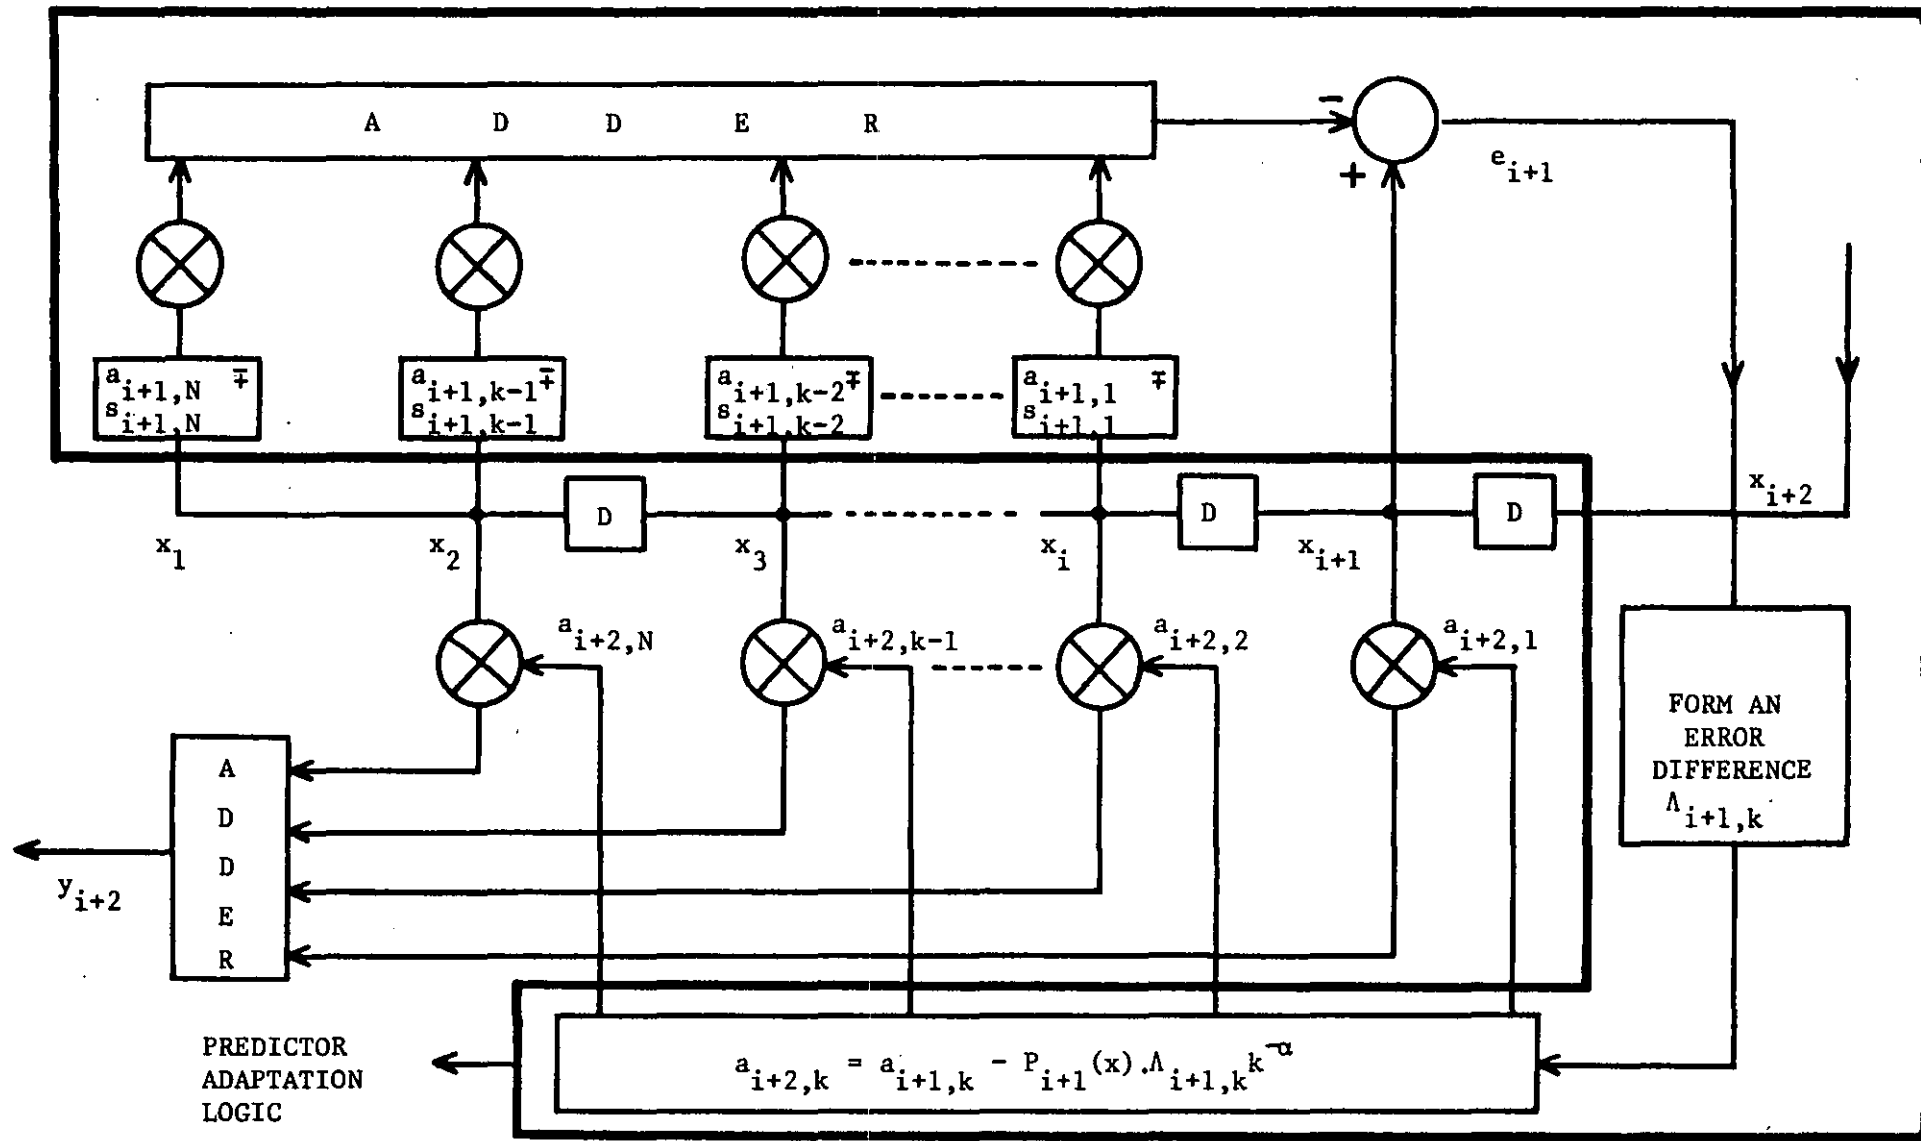 A D D E R
-
+
e_{i+1}
a_{i+1,N} ∓
s_{i+1,N}
a_{i+1,k-1} ∓
s_{i+1,k-1}
a_{i+1,k-2} ∓
s_{i+1,k-2}
a_{i+1,1} ∓
s_{i+1,1}
D
D
D
x_{i+2}
x_1
x_2
x_3
x_i
x_{i+1}
a_{i+2,N}
a_{i+2,k-1}
a_{i+2,2}
a_{i+2,1}
FORM AN
ERROR
DIFFERENCE
Λ_{i+1,k}
A
D
D
E
R
y_{i+2}
PREDICTOR
ADAPTATION
LOGIC
a_{i+2,k} = a_{i+1,k} - P_{i+1}(x).Λ_{i+1,k}k^{-α}